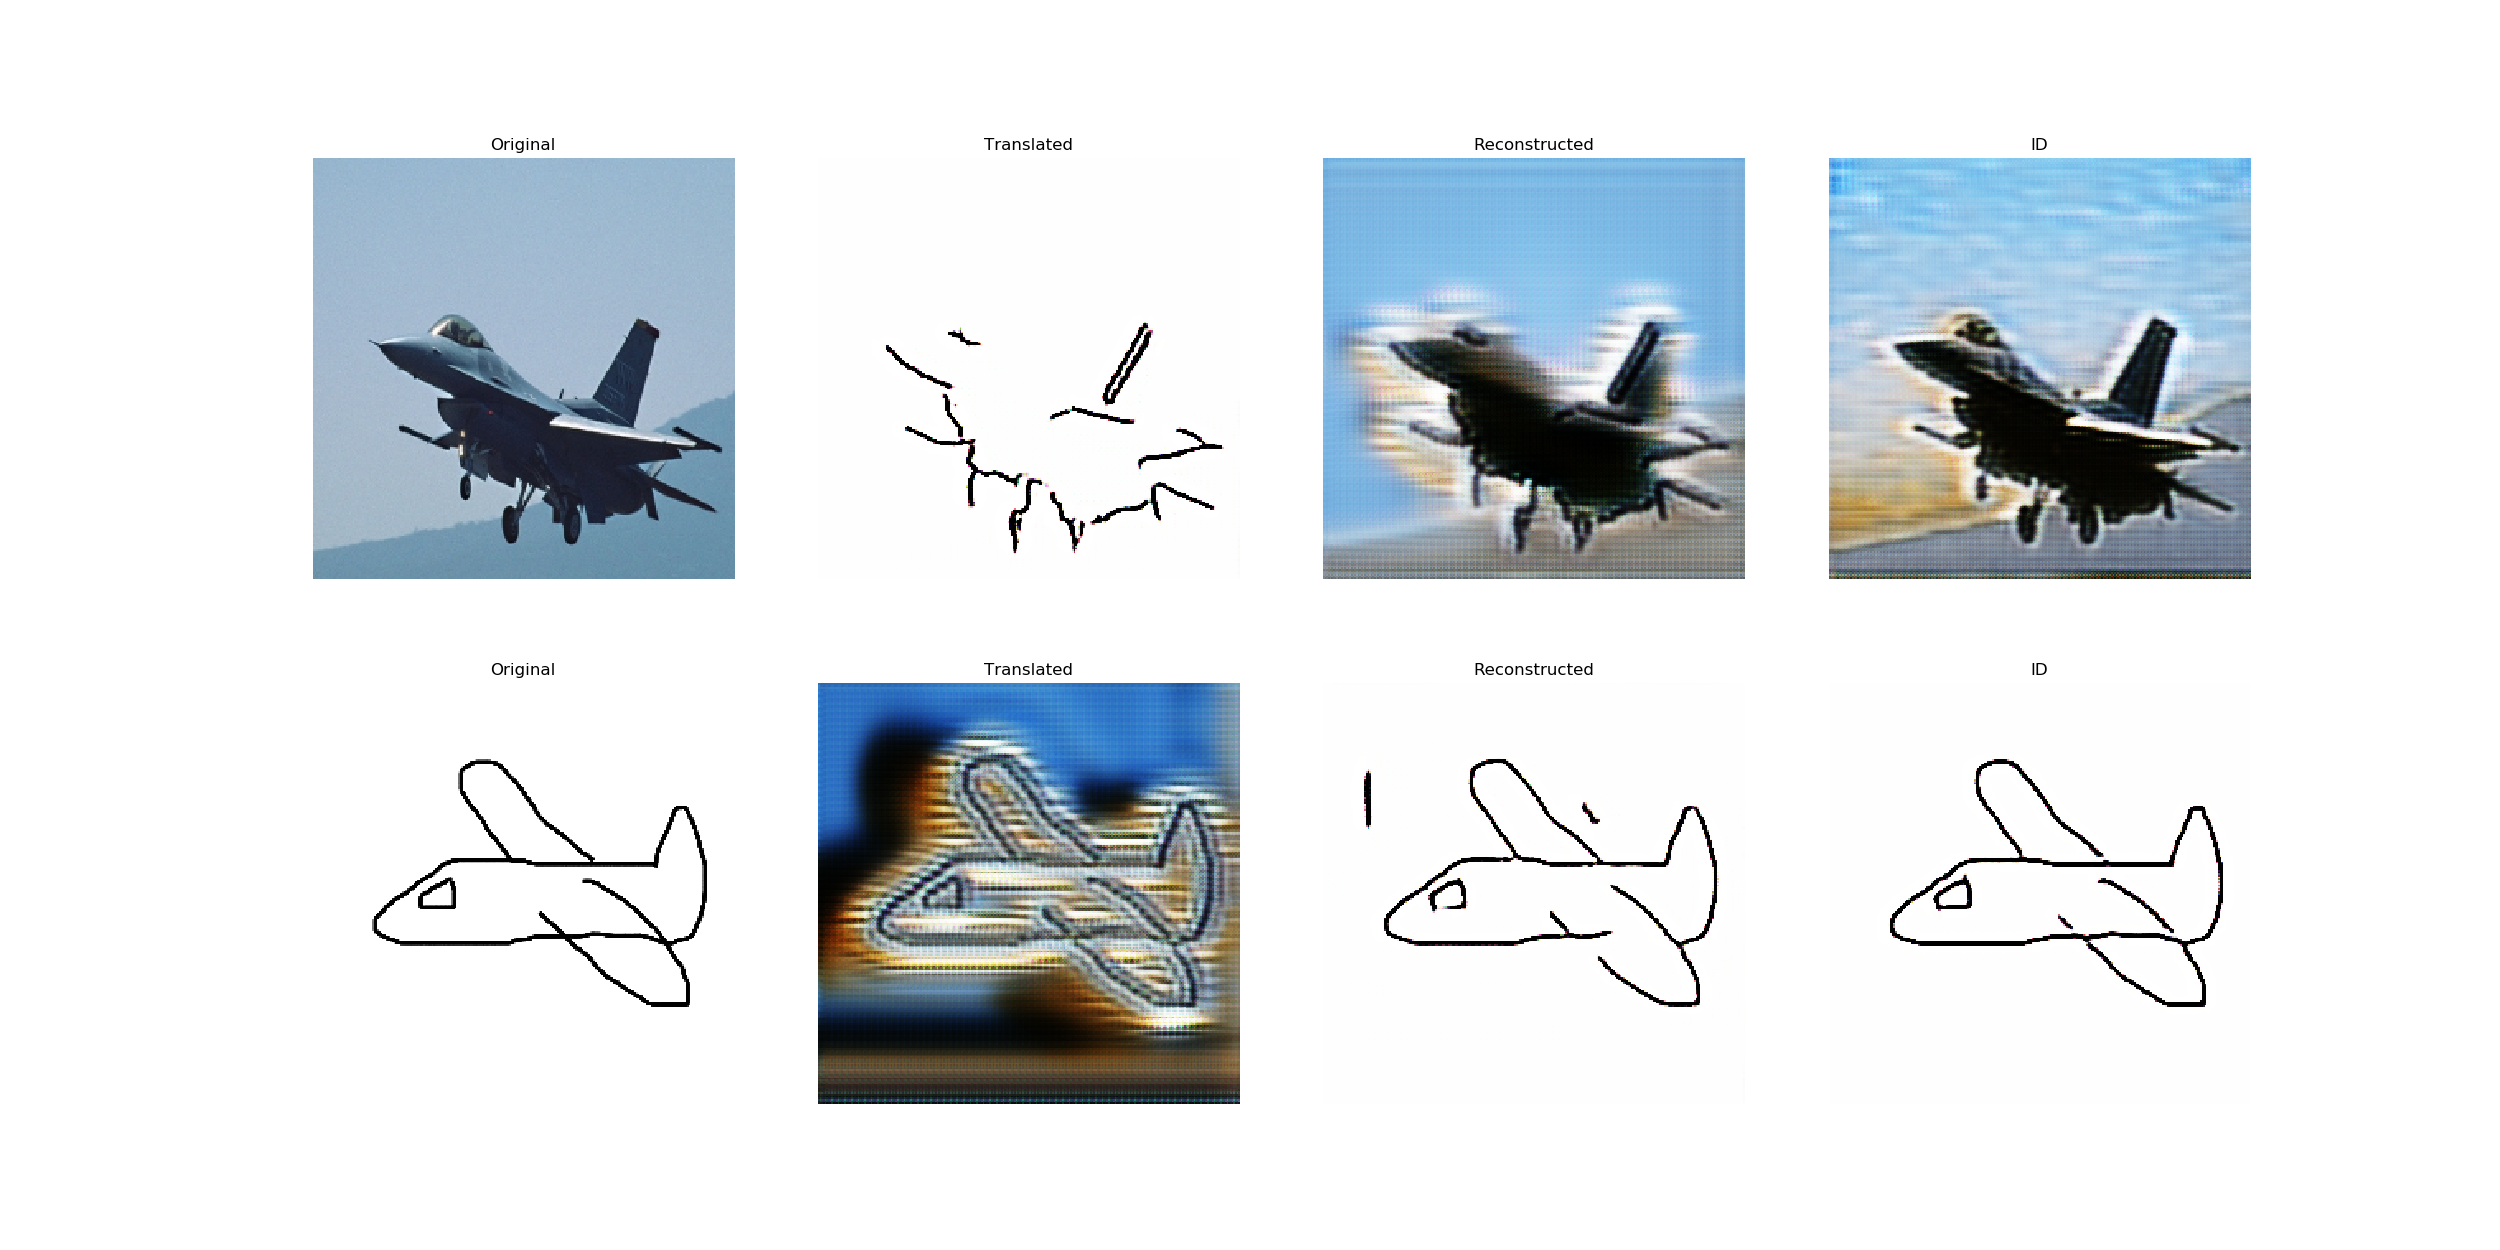 Original
Translated
Reconstructed
ID
Original
Translated
Reconstructed
ID